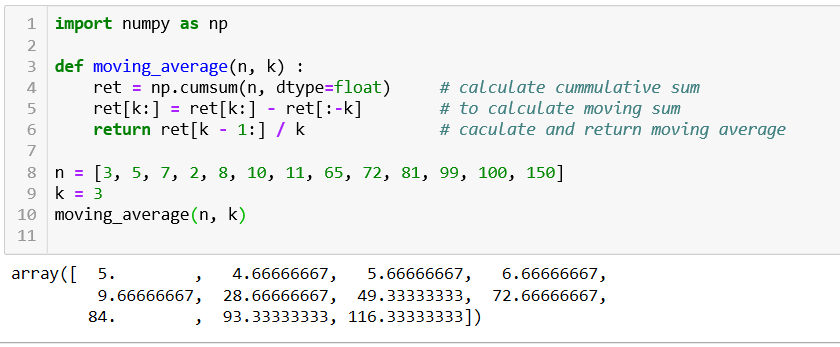 1 import numpy as np
2
3 def moving_average(n, k) :
4     ret = np.cumsum(n, dtype=float)     # calculate cummulative sum
5     ret[k:] = ret[k:] - ret[:-k]        # to calculate moving sum
6     return ret[k - 1:] / k              # caculate and return moving average
7
8 n = [3, 5, 7, 2, 8, 10, 11, 65, 72, 81, 99, 100, 150]
9 k = 3
10 moving_average(n, k)
11
array([  5.        ,   4.66666667,   5.66666667,   6.66666667,
         9.66666667,  28.66666667,  49.33333333,  72.66666667,
        84.        ,  93.33333333, 116.33333333])